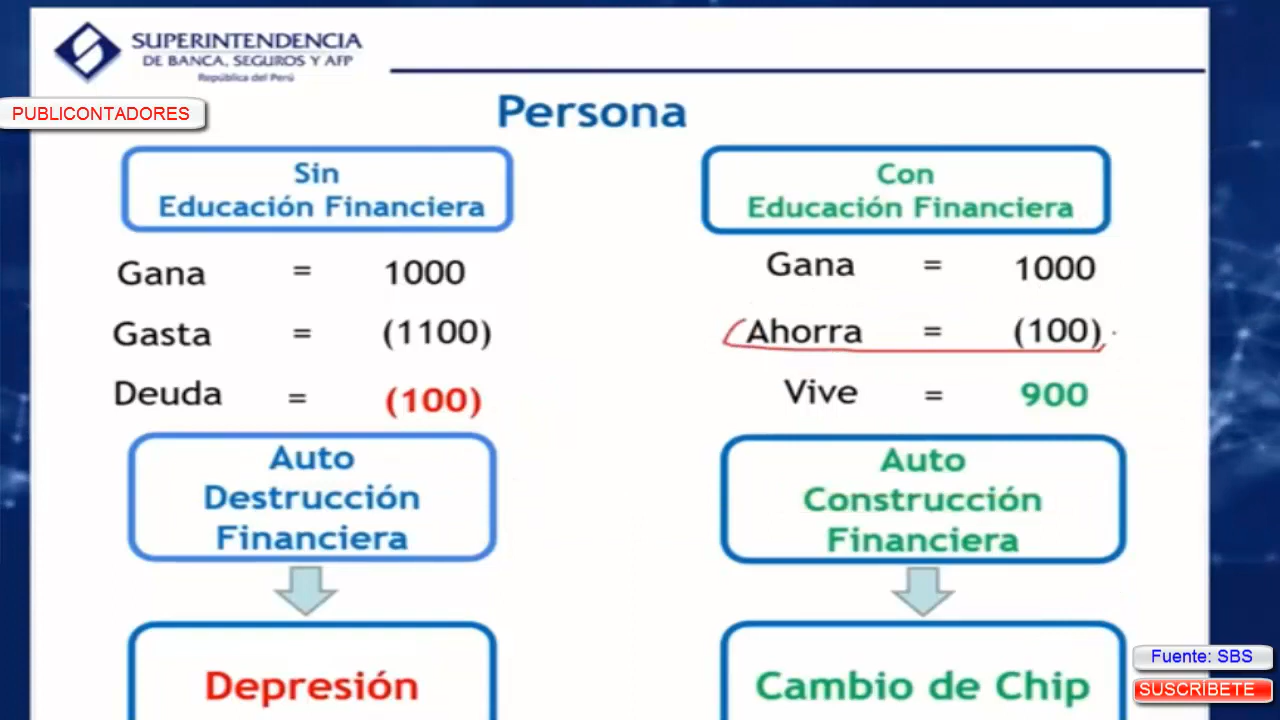 SUPERINTENDENCIA
DE BANCA, SEGUROS Y AFP
República del Perú
PUBLICONTADORES
Persona
Sin
Educación Financiera
Gana = 1000
Gasta = (1100)
Deuda = (100)
Auto
Destrucción
Financiera
Depresión
Con
Educación Financiera
Gana = 1000
Ahorra = (100)
Vive = 900
Auto
Construcción
Financiera
Cambio de Chip
Fuente: SBS
SUSCRÍBETE